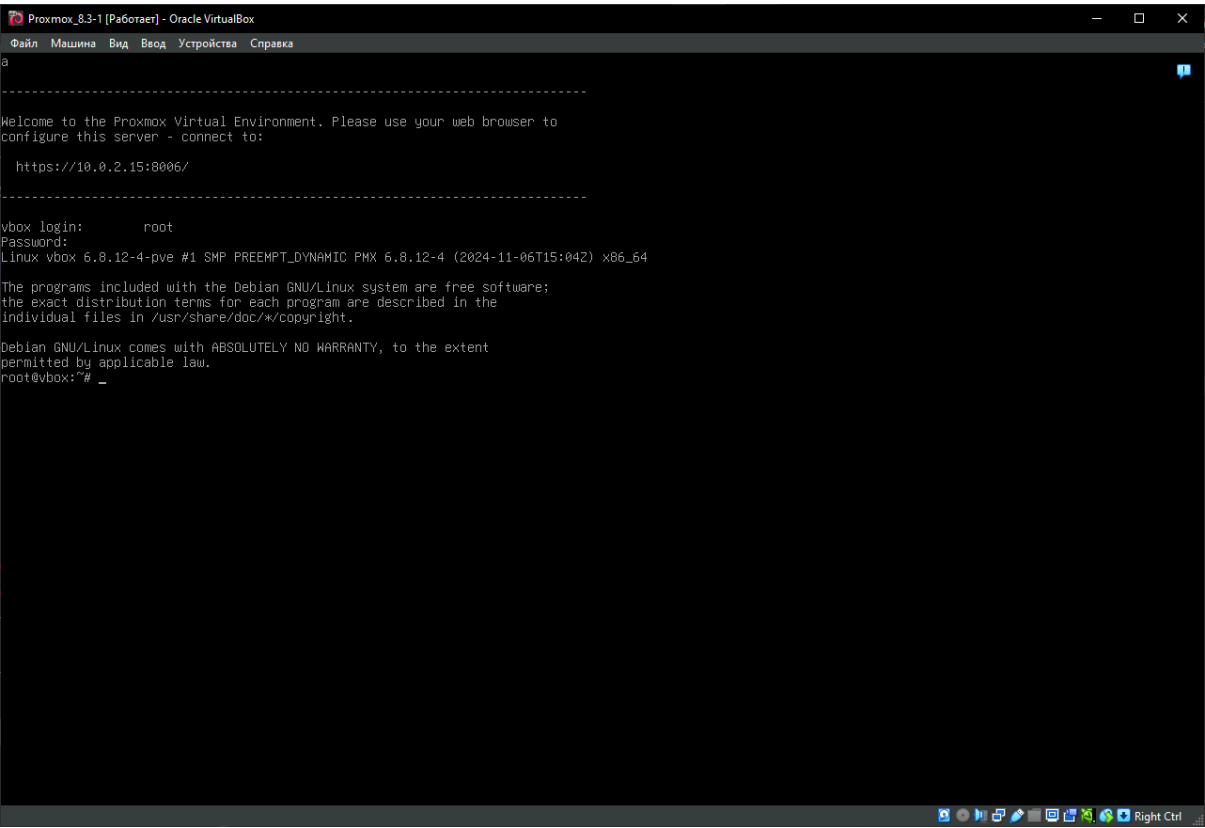 Proxmox_8.3-1 [Работает] - Oracle VirtualBox
Файл Машина Вид Ввод Устройства Справка
a
------------------------------------------------------------------------------
Welcome to the Proxmox Virtual Environment. Please use your web browser to
configure this server - connect to:
https://10.0.2.15:8006/
------------------------------------------------------------------------------
vbox login: root
Password:
Linux vbox 6.8.12-4-pve #1 SMP PREEMPT_DYNAMIC PMX 6.8.12-4 (2024-11-06T15:04Z) x86_64
The programs included with the Debian GNU/Linux system are free software;
the exact distribution terms for each program are described in the
individual files in /usr/share/doc/*/copyright.
Debian GNU/Linux comes with ABSOLUTELY NO WARRANTY, to the extent
permitted by applicable law.
root@vbox:~# _
Right Ctrl